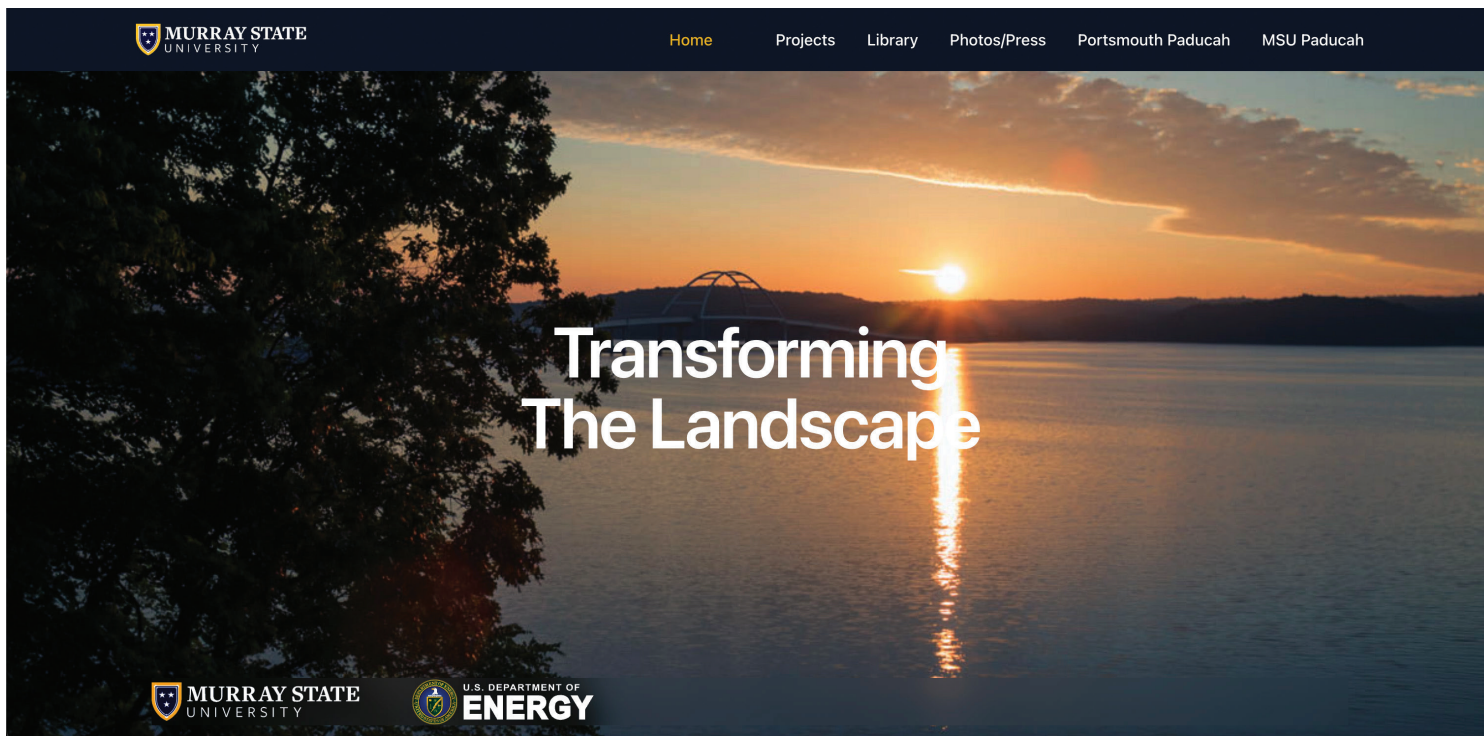 MURRAY STATE
UNIVERSITY
Home Projects Library Photos/Press Portsmouth Paducah MSU Paducah
Transforming
The Landscape
MURRAY STATE
UNIVERSITY
U.S. DEPARTMENT OF
ENERGY